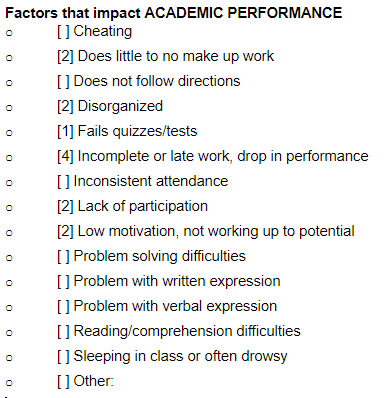 Factors that impact ACADEMIC PERFORMANCE
○ [ ] Cheating
○ [2] Does little to no make up work
○ [ ] Does not follow directions
○ [2] Disorganized
○ [1] Fails quizzes/tests
○ [4] Incomplete or late work, drop in performance
○ [ ] Inconsistent attendance
○ [2] Lack of participation
○ [2] Low motivation, not working up to potential
○ [ ] Problem solving difficulties
○ [ ] Problem with written expression
○ [ ] Problem with verbal expression
○ [ ] Reading/comprehension difficulties
○ [ ] Sleeping in class or often drowsy
○ [ ] Other: